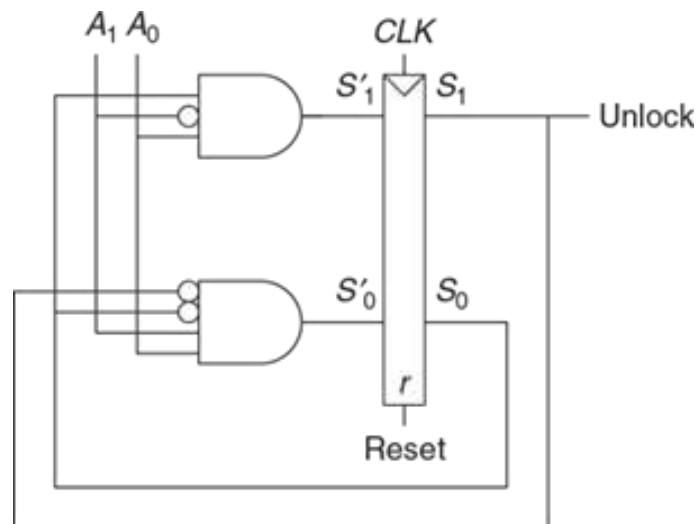 A₁ A₀ CLK
S'₁ S₁
Unlock
S'₀ S₀
r
Reset